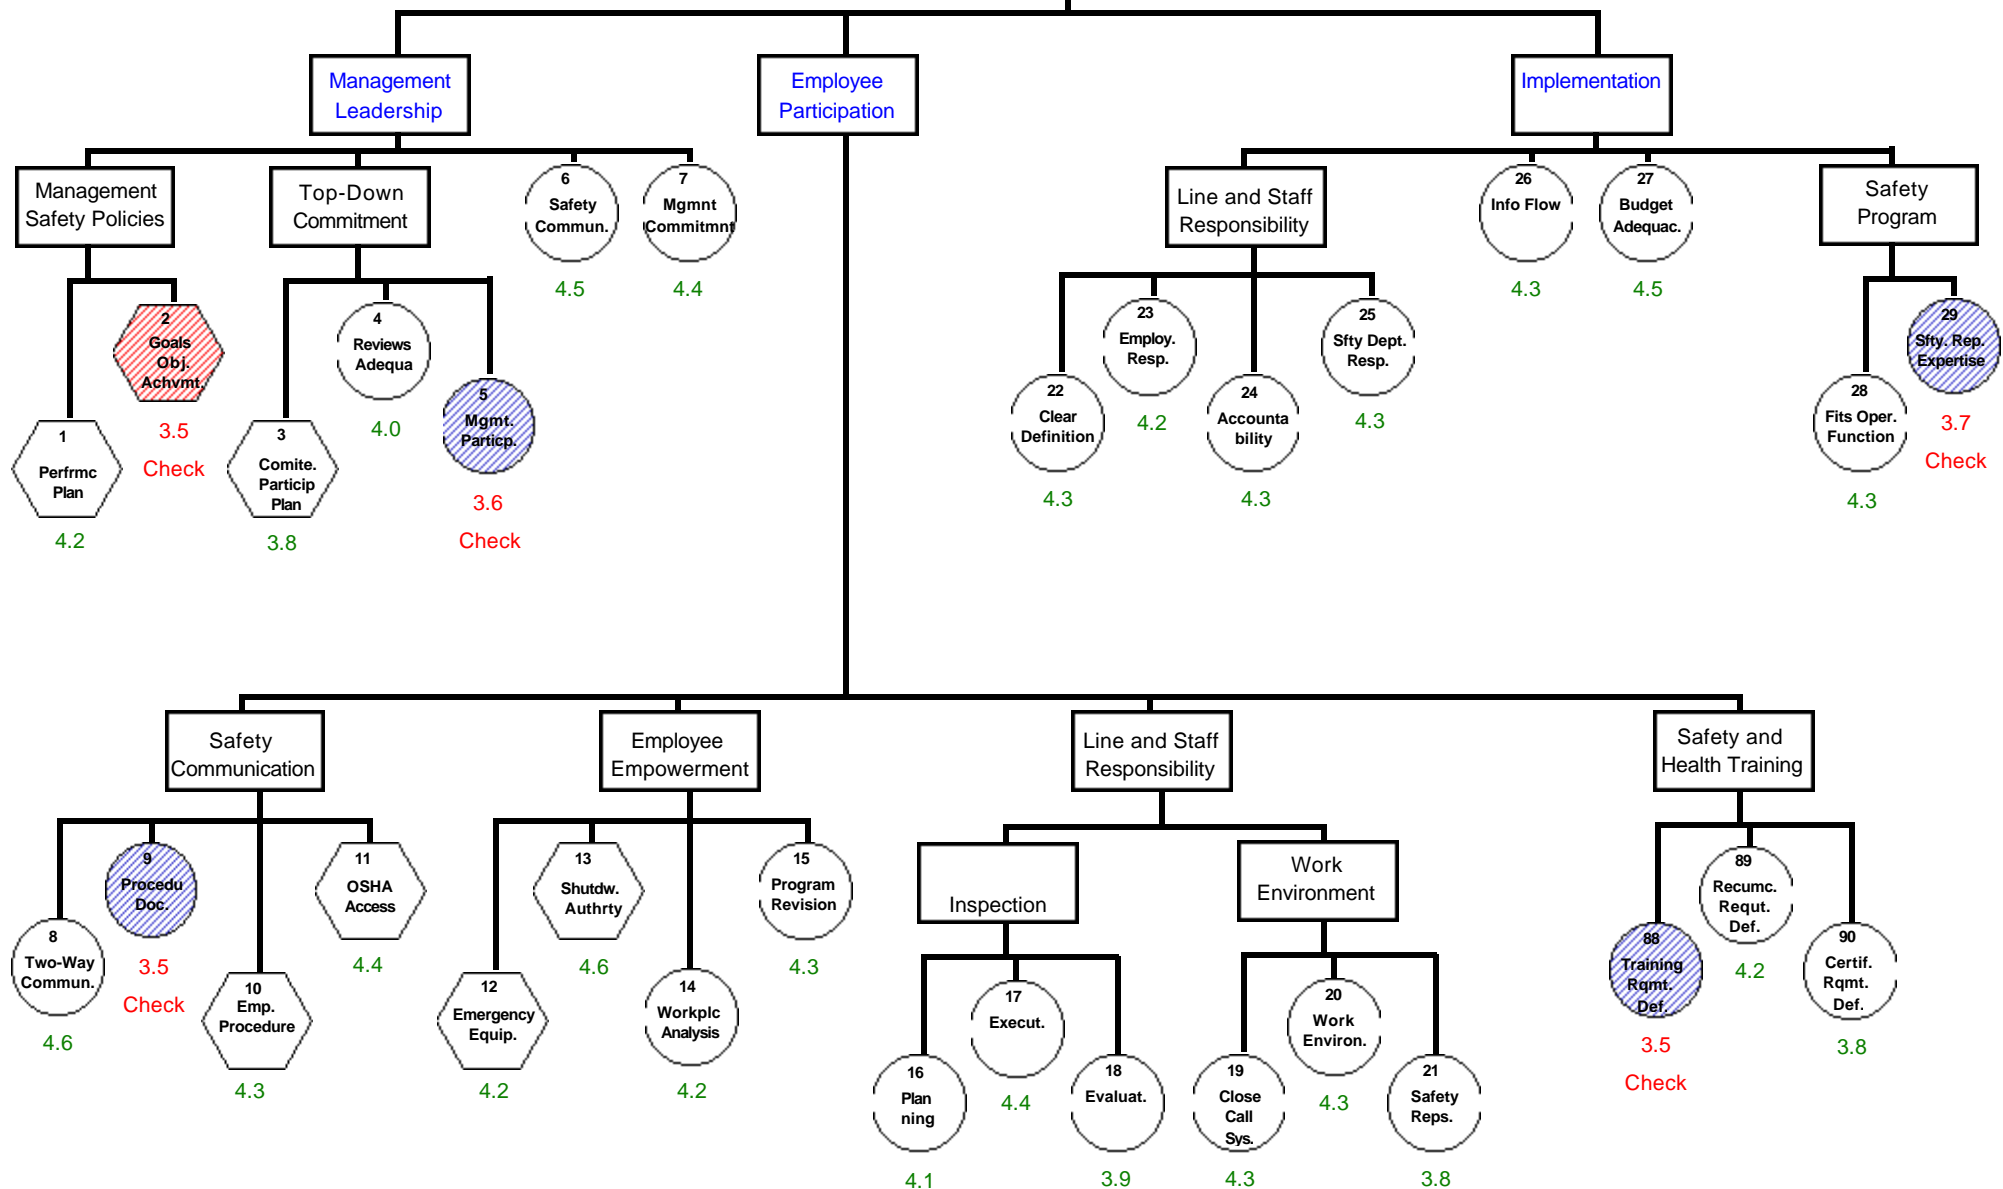 Management
Leadership
Employee
Participation
Implementation
Management
Safety Policies
Top-Down
Commitment
6
Safety
Commun.
4.5
7
Mgmnt
Commitmnt
4.4
Line and Staff
Responsibility
26
Info Flow
4.3
27
Budget
Adequac.
4.5
Safety
Program
1
Perfrmc
Plan
4.2
2
Goals
Obj.
Achvmt.
3.5
Check
3
Comite.
Particip
Plan
3.8
4
Reviews
Adequa
4.0
5
Mgmt.
Particp.
3.6
Check
22
Clear
Definition
4.3
23
Employ.
Resp.
4.2
24
Accounta
bility
4.3
25
Sfty Dept.
Resp.
4.3
28
Fits Oper.
Function
4.3
29
Sfty. Rep.
Expertise
3.7
Check
Safety
Communication
Employee
Empowerment
Line and Staff
Responsibility
Safety and
Health Training
8
Two-Way
Commun.
4.6
9
Procedu
Doc.
3.5
Check
10
Emp.
Procedure
4.3
11
OSHA
Access
4.4
12
Emergency
Equip.
4.2
13
Shutdw.
Authrty
4.6
14
Workplc
Analysis
4.2
15
Program
Revision
4.3
Inspection
Work
Environment
16
Plan
ning
4.1
17
Execut.
4.4
18
Evaluat.
3.9
19
Close
Call
Sys.
4.3
20
Work
Environ.
4.3
21
Safety
Reps.
3.8
88
Training
Rqmt.
Def.
3.5
Check
89
Recumc.
Requt.
Def.
4.2
90
Certif.
Rqmt.
Def.
3.8